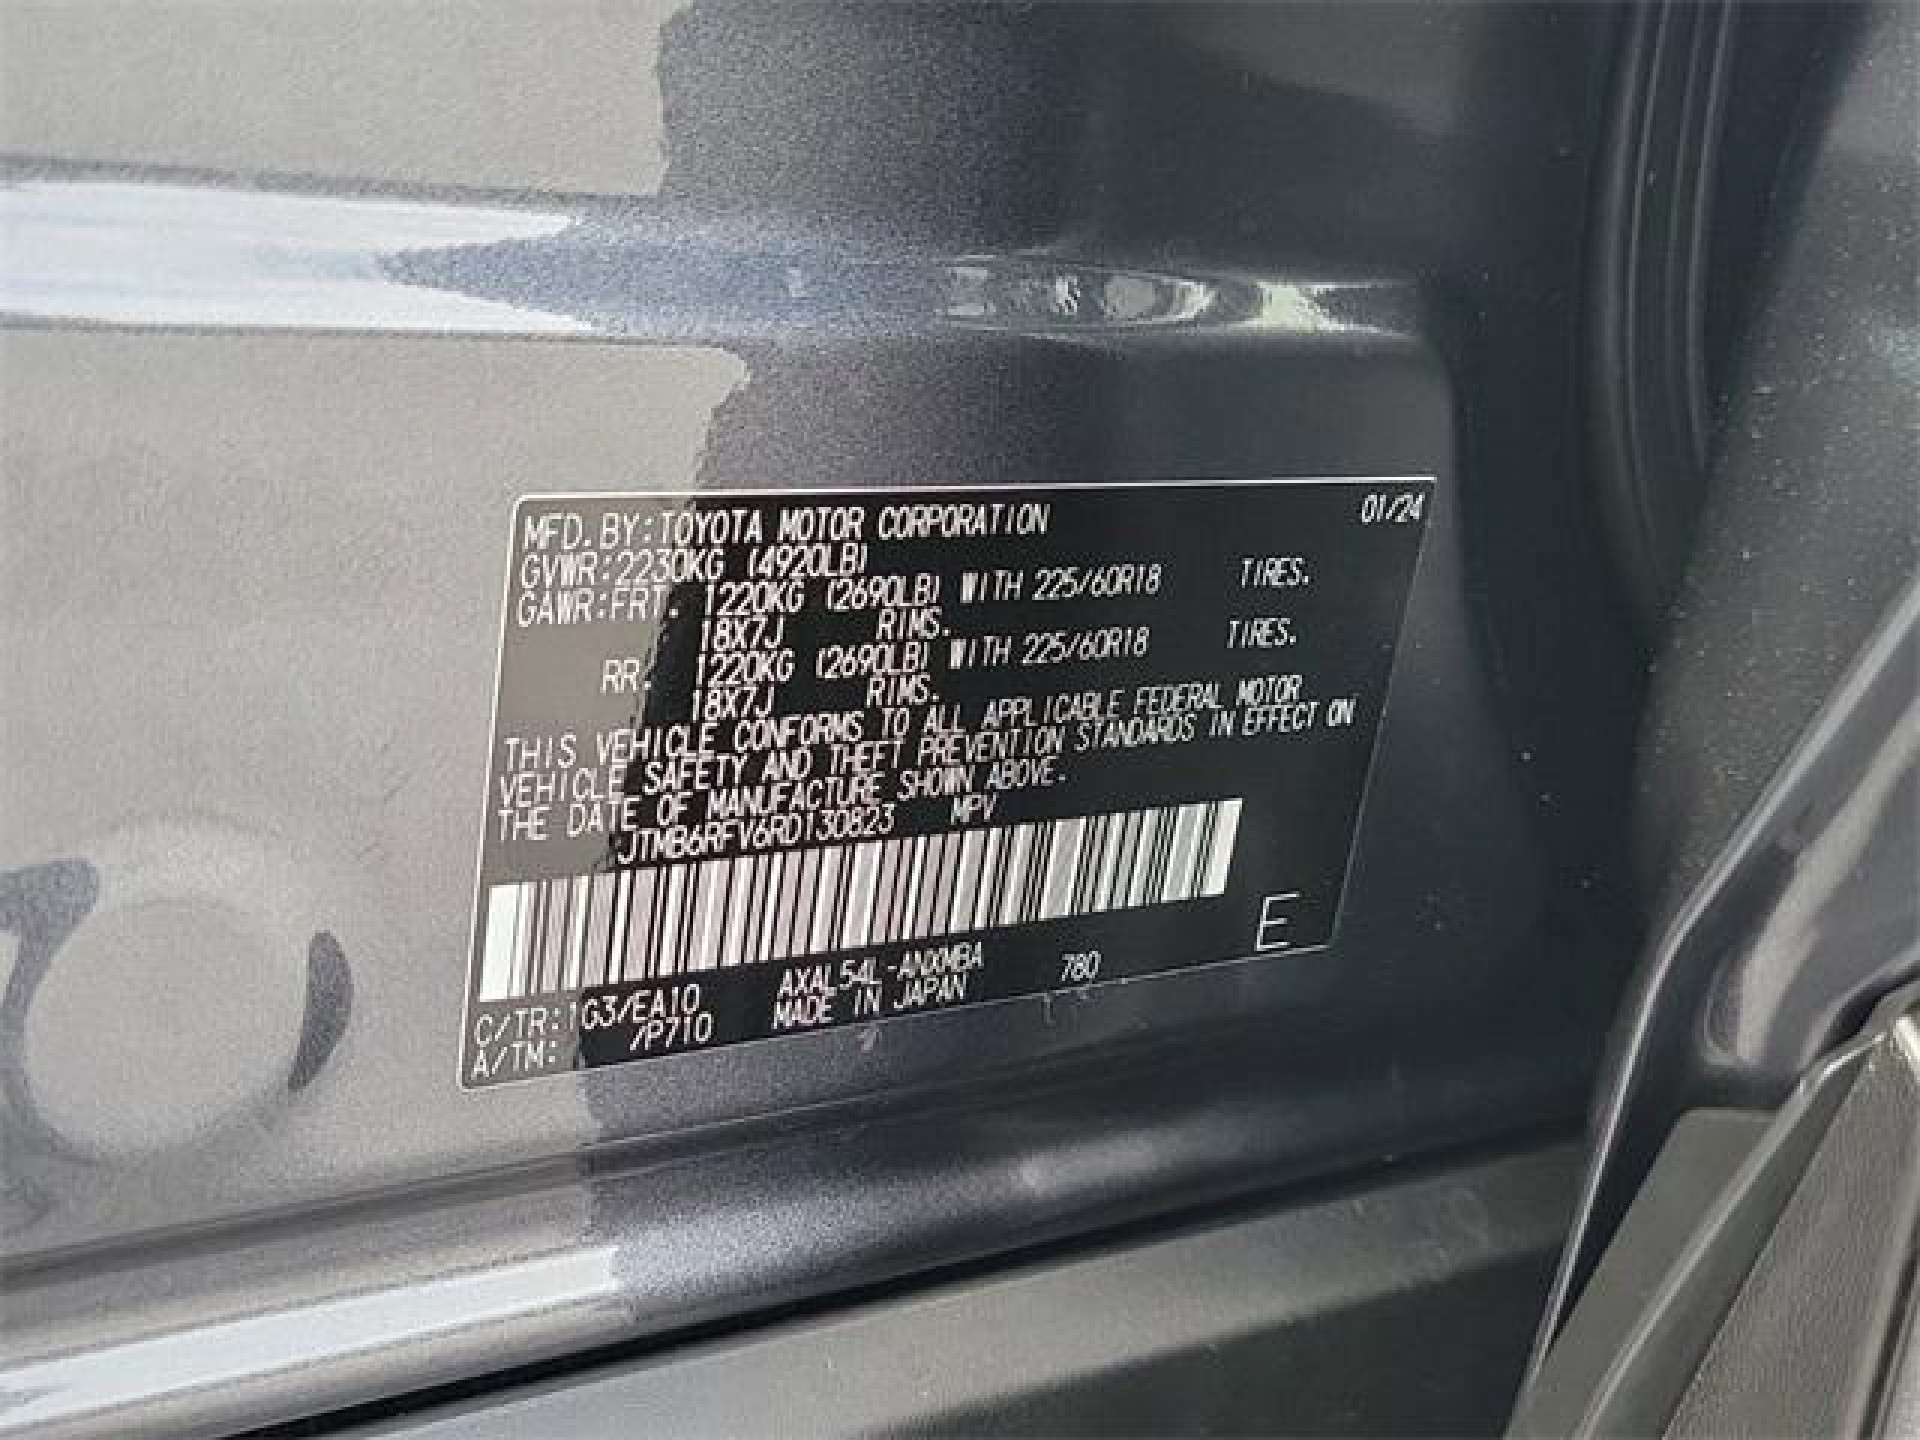 MFD. BY: TOYOTA MOTOR CORPORATION 01/24
GVWR: 2230KG (4920LB)
GAWR: FRT. 1220KG (2690LB) WITH 225/60R18 TIRES.
18X7J RIMS.
RR. 1220KG (2690LB) WITH 225/60R18 TIRES.
18X7J RIMS.
THIS VEHICLE CONFORMS TO ALL APPLICABLE FEDERAL MOTOR
VEHICLE SAFETY AND THEFT PREVENTION STANDARDS IN EFFECT ON
THE DATE OF MANUFACTURE SHOWN ABOVE.
JTMB6RFV6RD130823 MPV
E
C/TR: 1G3/EA10 AXAL54L-ANXMBA 780
A/TM: /P710 MADE IN JAPAN